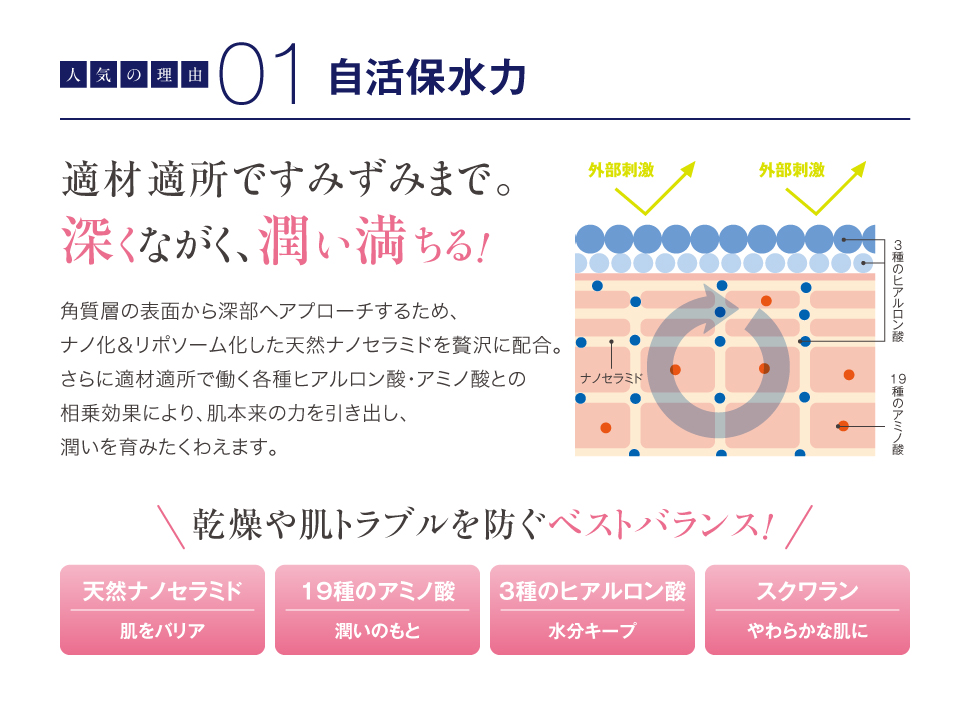 人気の理由 01 自活保水力
適材適所ですみずみまで。
深くながく、潤い満ちる!
角質層の表面から深部へアプローチするため、
ナノ化&リポソーム化した天然ナノセラミドを贅沢に配合。
さらに適材適所で働く各種ヒアルロン酸・アミノ酸との
相乗効果により、肌本来の力を引き出し、
潤いを育みたくわえます。
外部刺激
外部刺激
3種のヒアルロン酸
ナノセラミド
19種のアミノ酸
乾燥や肌トラブルを防ぐベストバランス!
天然ナノセラミド
肌をバリア
19種のアミノ酸
潤いのもと
3種のヒアルロン酸
水分キープ
スクワラン
やわらかな肌に